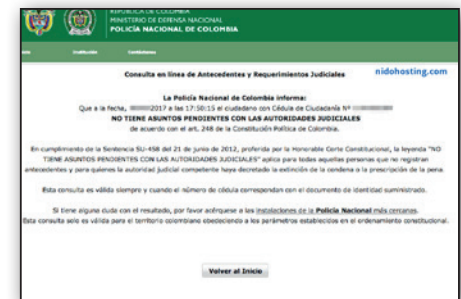 REPÚBLICA DE COLOMBIA
MINISTERIO DE DEFENSA NACIONAL
POLICÍA NACIONAL DE COLOMBIA
Institución
Contáctenos
nidohosting.com
Consulta en línea de Antecedentes y Requerimientos Judiciales
La Policía Nacional de Colombia informa:
Que a la fecha, 2017 a las 17:50:15 el ciudadano con Cédula de Ciudadanía Nº
NO TIENE ASUNTOS PENDIENTES CON LAS AUTORIDADES JUDICIALES
de acuerdo con el art. 248 de la Constitución Política de Colombia.
En cumplimiento de la Sentencia SU-458 del 21 de junio de 2012, proferida por la Honorable Corte Constitucional, la leyenda "NO
TIENE ASUNTOS PENDIENTES CON LAS AUTORIDADES JUDICIALES" aplica para todas aquellas personas que no registran
antecedentes y para quienes la autoridad judicial competente haya decretado la extinción de la condena o la prescripción de la pena.
Esta consulta es válida siempre y cuando el número de cédula correspondan con el documento de identidad suministrado.
Si tiene alguna duda con el resultado, por favor acérquese a las instalaciones de la Policía Nacional más cercanas.
Esta consulta solo es válida para el territorio colombiano obedeciendo a los parámetros establecidos en el ordenamiento constitucional.
Volver al Inicio